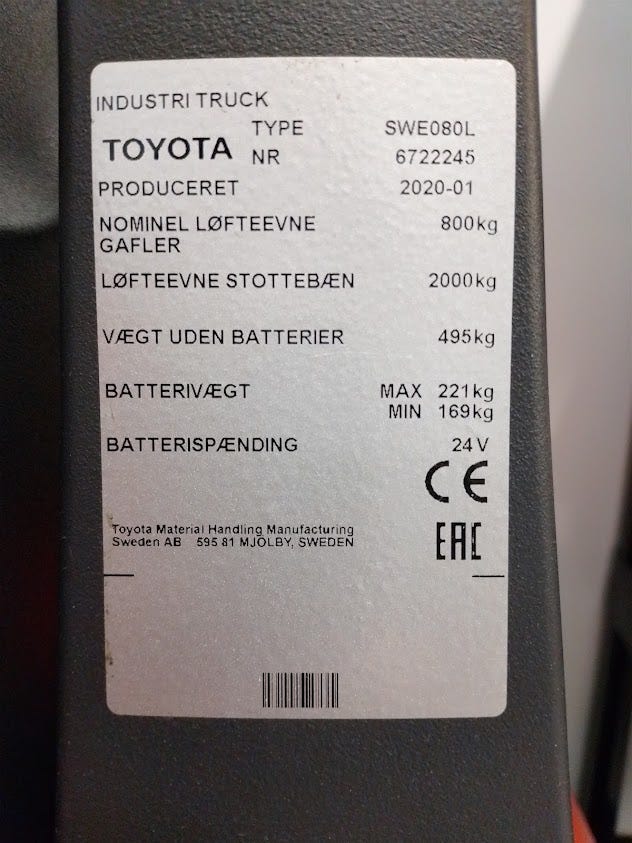 INDUSTRI TRUCK
TOYOTA TYPE SWE080L
NR 6722245
PRODUCERET 2020-01
NOMINEL LØFTEEVNE 800kg
GAFLER
LØFTEEVNE STOTTEBÆN 2000kg
VÆGT UDEN BATTERIER 495kg
BATTERIVÆGT MAX 221kg
MIN 169kg
BATTERISPÆNDING 24V
CE
Toyota Material Handling Manufacturing
Sweden AB 595 81 MJÖLBY, SWEDEN
EAC